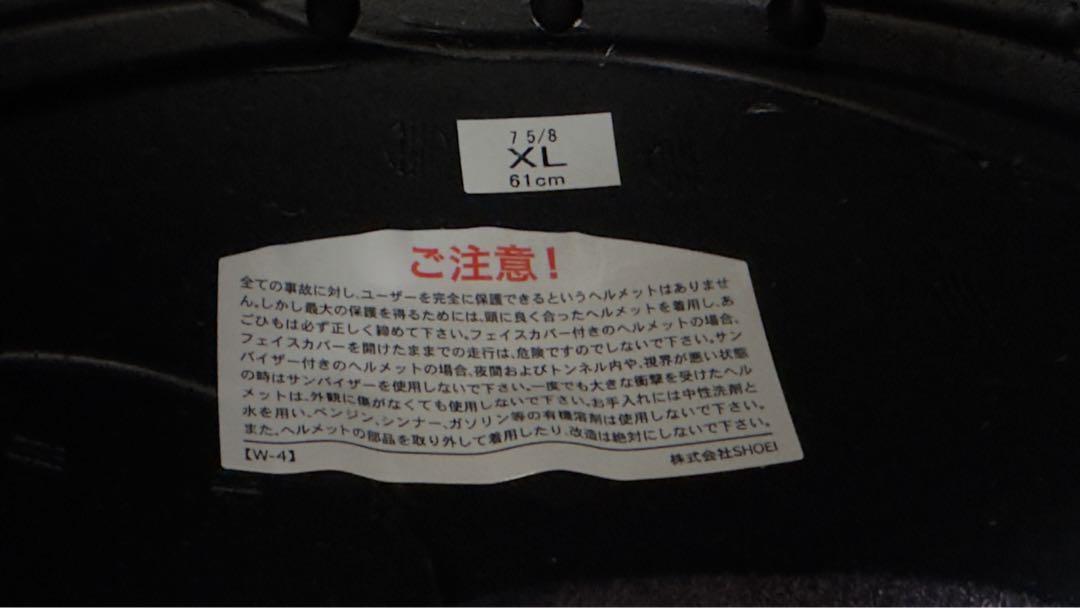 7 5/8
XL
61cm
ご注意！
全ての事故に対し、ユーザーを完全に保護できるというヘルメットはありませ
ん。しかし最大の保護を得るためには、頭に良く合ったヘルメットを着用し、あ
ごひもは必ず正しく締めて下さい。フェイスカバー付きのヘルメットの場合、
フェイスカバーを開けたままでの走行は、危険ですのでしないで下さい。サン
バイザー付きのヘルメットの場合、夜間およびトンネル内や、視界が悪い状態
の時はサンバイザーを使用しないで下さい。一度でも大きな衝撃を受けたヘル
メットは、外観に傷がなくても使用しないで下さい。お手入れには中性洗剤と
水を用い、ベンジン、シンナー、ガソリン等の有機溶剤は使用しないで下さい。
また、ヘルメットの部品を取り外して着用したり、改造は絶対にしないで下さい。
【W-4】 株式会社SHOEI